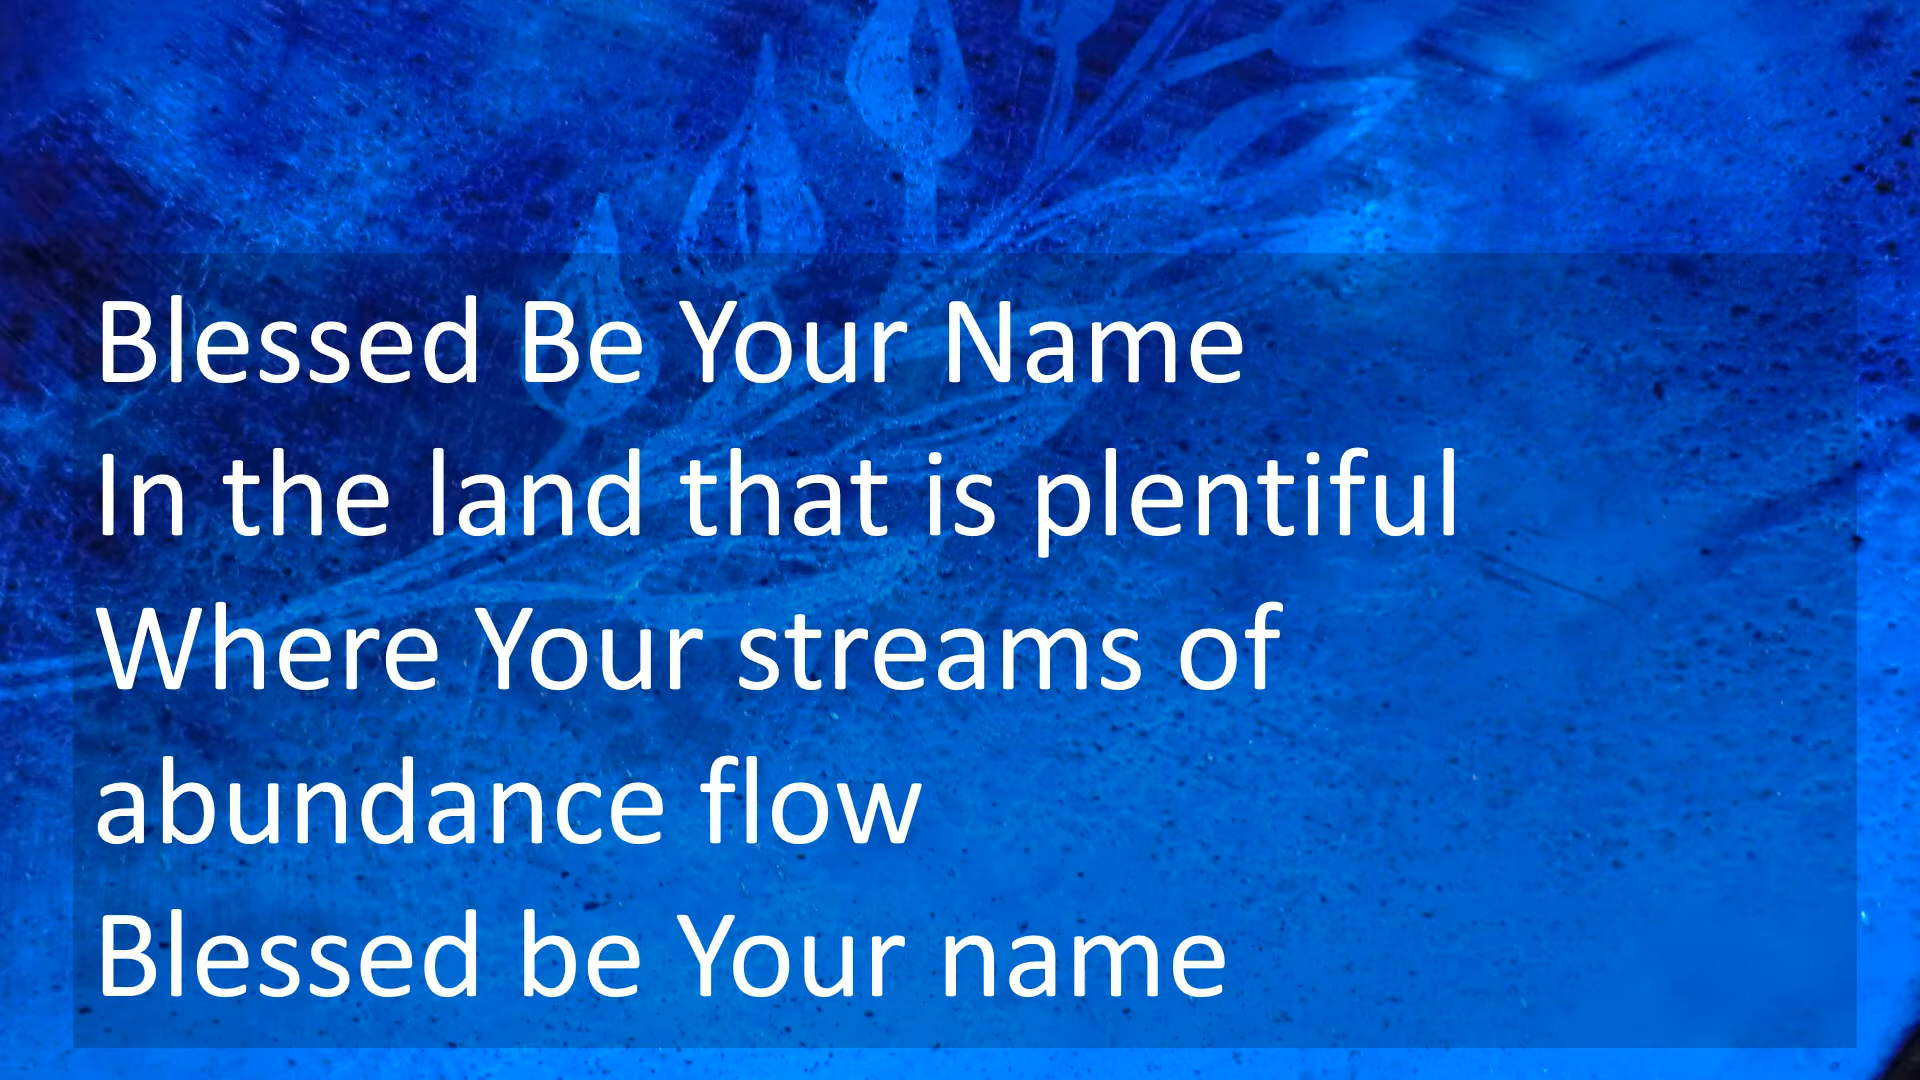 Blessed Be Your Name
In the land that is plentiful
Where Your streams of
abundance flow
Blessed be Your name